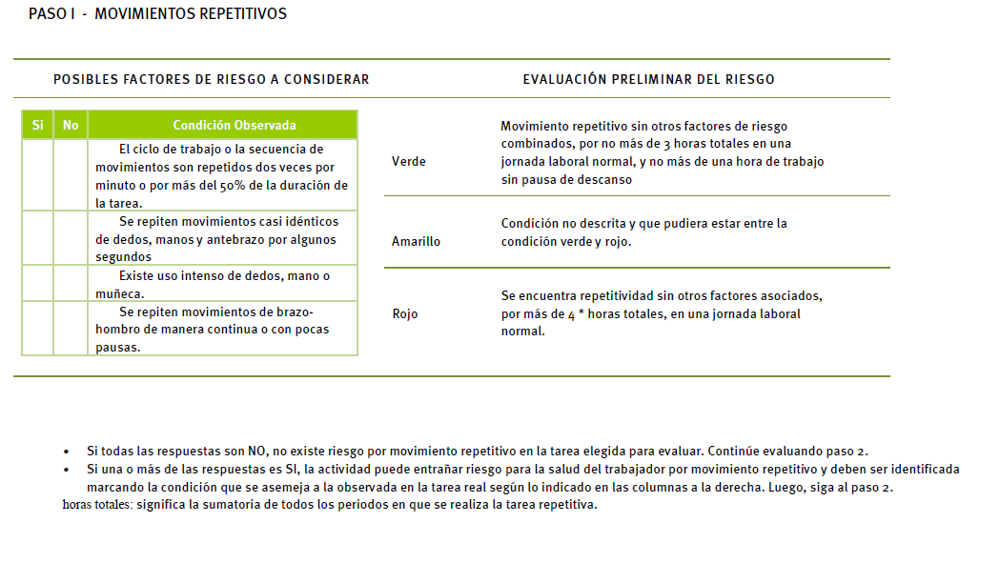 PASO I - MOVIMIENTOS REPETITIVOS
POSIBLES FACTORES DE RIESGO A CONSIDERAR
EVALUACIÓN PRELIMINAR DEL RIESGO
Si No Condición Observada
El ciclo de trabajo o la secuencia de
movimientos son repetidos dos veces por
minuto o por más del 50% de la duración de
la tarea.
Se repiten movimientos casi idénticos
de dedos, manos y antebrazo por algunos
segundos
Existe uso intenso de dedos, mano o
muñeca.
Se repiten movimientos de brazo-
hombro de manera continua o con pocas
pausas.
Verde
Movimiento repetitivo sin otros factores de riesgo
combinados, por no más de 3 horas totales en una
jornada laboral normal, y no más de una hora de trabajo
sin pausa de descanso
Amarillo
Condición no descrita y que pudiera estar entre la
condición verde y rojo.
Rojo
Se encuentra repetitividad sin otros factores asociados,
por más de 4 * horas totales, en una jornada laboral
normal.
• Si todas las respuestas son NO, no existe riesgo por movimiento repetitivo en la tarea elegida para evaluar. Continúe evaluando paso 2.
• Si una o más de las respuestas es SI, la actividad puede entrañar riesgo para la salud del trabajador por movimiento repetitivo y deben ser identificada
marcando la condición que se asemeja a la observada en la tarea real según lo indicado en las columnas a la derecha. Luego, siga al paso 2.
horas totales: significa la sumatoria de todos los periodos en que se realiza la tarea repetitiva.